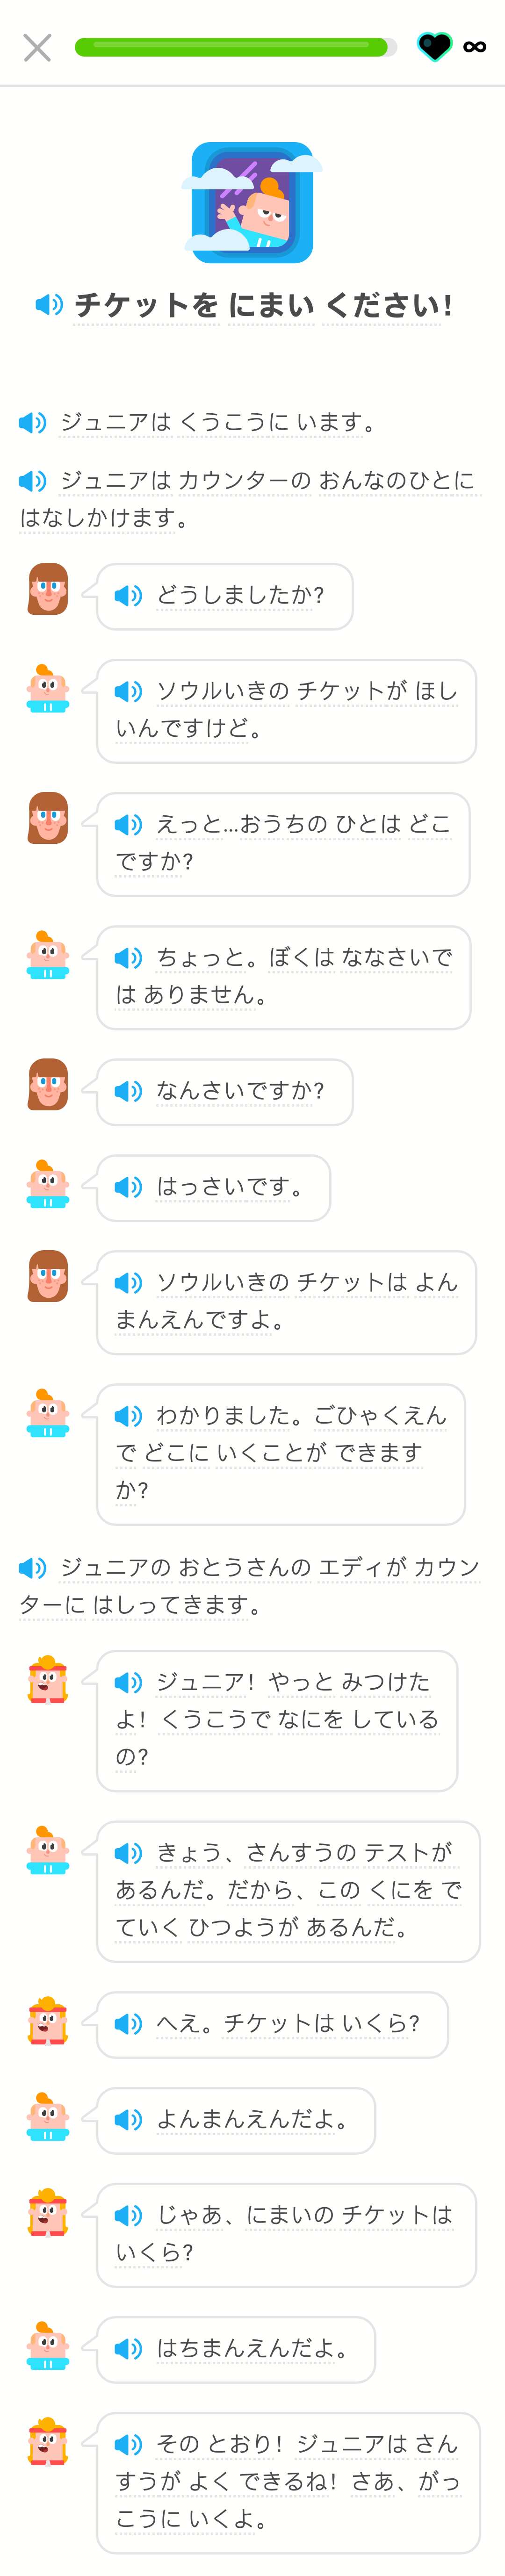 チケットを にまい ください!
ジュニアは くうこうに います。
ジュニアは カウンターの おんなのひとに
はなしかけます。
どうしましたか?
ソウルいきの チケットが ほし
いんですけど。
えっと...おうちの ひとは どこ
ですか?
ちょっと。ぼくは ななさいで
は ありません。
なんさいですか?
はっさいです。
ソウルいきの チケットは よん
まんえんですよ。
わかりました。ごひゃくえん
で どこに いくことが できます
か?
ジュニアの おとうさんの エディが カウン
ターに はしってきます。
ジュニア! やっと みつけた
よ! くうこうで なにを している
の?
きょう、さんすうの テストが
あるんだ。だから、この くにを で
ていく ひつようが あるんだ。
へえ。チケットは いくら?
よんまんえんだよ。
じゃあ、にまいの チケットは
いくら?
はちまんえんだよ。
その とおり! ジュニアは さん
すうが よく できるね! さあ、がっ
こうに いくよ。